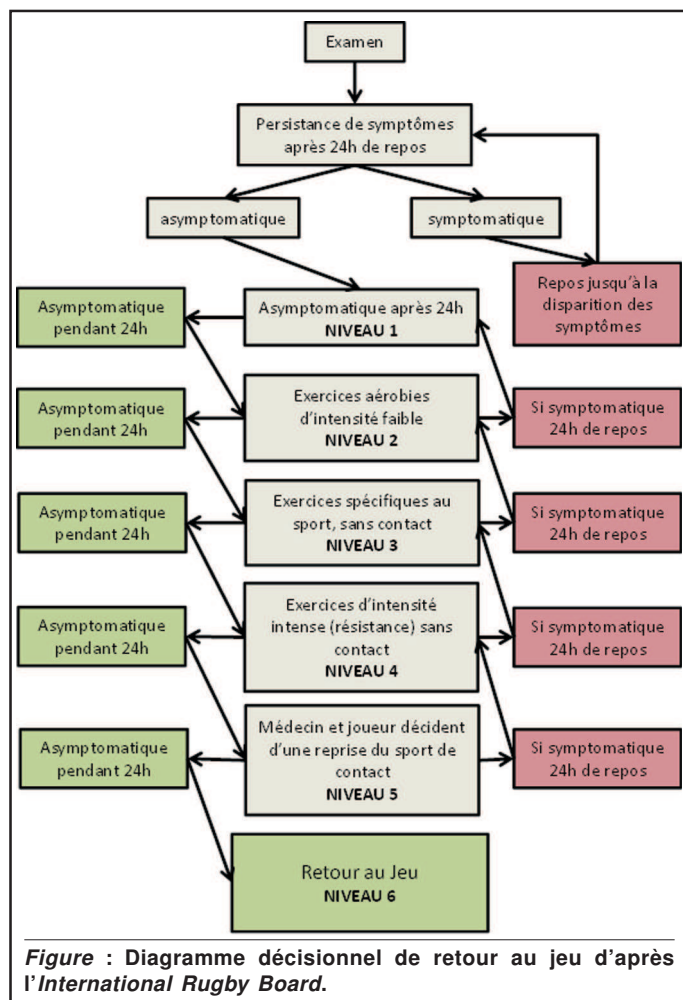 Examen
Persistance de symptômes
après 24h de repos
asymptomatique
symptomatique
Repos jusqu'à la
disparition des
symptômes
Asymptomatique
pendant 24h
Asymptomatique après 24h
NIVEAU 1
Asymptomatique
pendant 24h
Exercices aérobies
d'intensité faible
NIVEAU 2
Si symptomatique
24h de repos
Asymptomatique
pendant 24h
Exercices spécifiques au
sport, sans contact
NIVEAU 3
Si symptomatique
24h de repos
Asymptomatique
pendant 24h
Exercices d'intensité
intense (résistance) sans
contact
NIVEAU 4
Si symptomatique
24h de repos
Asymptomatique
pendant 24h
Médecin et joueur décident
d'une reprise du sport de
contact
NIVEAU 5
Si symptomatique
24h de repos
Retour au Jeu
NIVEAU 6
Figure : Diagramme décisionnel de retour au jeu d'après
l'International Rugby Board.